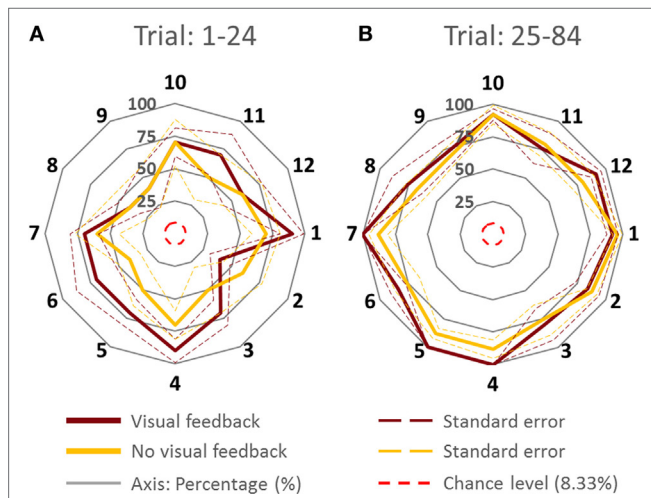 A Trial: 1-24
10
100
9 11
75
8 12
50
25
7 1
6 2
5 3
4
B Trial: 25-84
10
100
9 11
75
8 12
50
25
7 1
6 2
5 3
4
Visual feedback
No visual feedback
Axis: Percentage (%)
Standard error
Standard error
Chance level (8.33%)